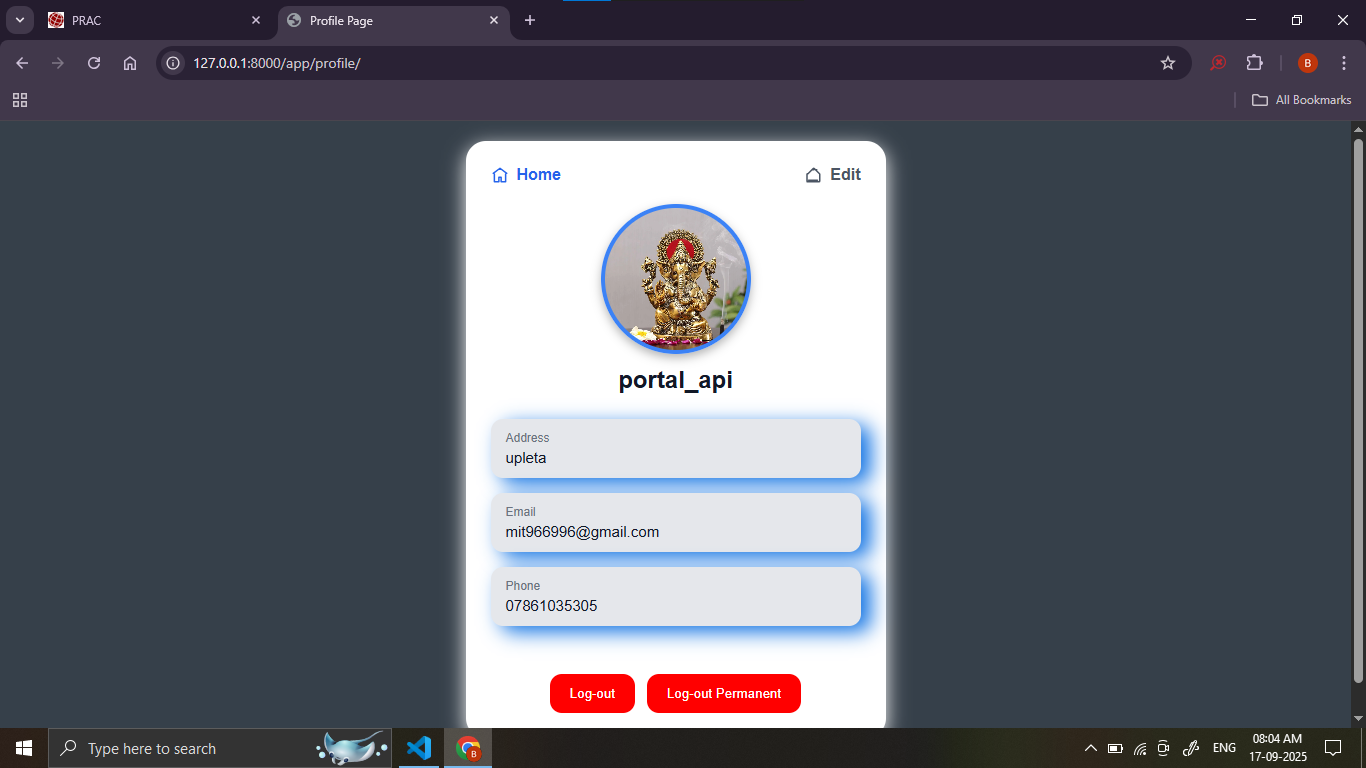 PRAC
Profile Page
127.0.0.1:8000/app/profile/
B
All Bookmarks
Home
Edit
portal_api
Address
upleta
Email
mit966996@gmail.com
Phone
07861035305
Log-out
Log-out Permanent
Type here to search
B
ENG
08:04 AM
17-09-2025